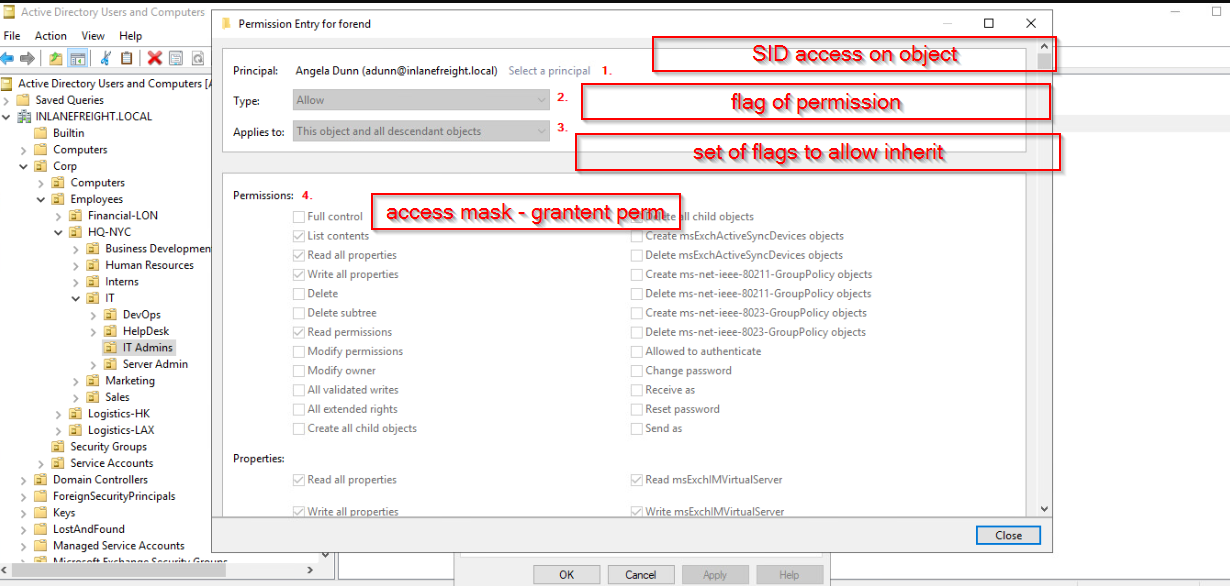 Active Directory Users and Computers
File Action View Help
Active Directory Users and Computers [
Saved Queries
INLANEFREIGHT.LOCAL
Builtin
Computers
Corp
Computers
Employees
Financial-LON
HQ-NYC
Business Developmen
Human Resources
Interns
IT
DevOps
HelpDesk
IT Admins
Server Admin
Marketing
Sales
Logistics-HK
Logistics-LAX
Security Groups
Service Accounts
Domain Controllers
ForeignSecurityPrincipals
Keys
LostAndFound
Managed Service Accounts
Microsoft Exchange Security Groups
Permission Entry for forend
SID access on object
Principal: Angela Dunn (adunn@inlanefreight.local) Select a principal 1.
Type: Allow 2.
flag of permission
Applies to: This object and all descendant objects 3.
set of flags to allow inherit
Permissions: 4.
access mask - grantent perm
Full control
List contents
Read all properties
Write all properties
Delete
Delete subtree
Read permissions
Modify permissions
Modify owner
All validated writes
All extended rights
Create all child objects
Delete all child objects
Create msExchActiveSyncDevices objects
Delete msExchActiveSyncDevices objects
Create ms-net-ieee-80211-GroupPolicy objects
Delete ms-net-ieee-80211-GroupPolicy objects
Create ms-net-ieee-8023-GroupPolicy objects
Delete ms-net-ieee-8023-GroupPolicy objects
Allowed to authenticate
Change password
Receive as
Reset password
Send as
Properties:
Read all properties
Write all properties
Read msExchIMVirtualServer
Write msExchIMVirtualServer
Close
OK Cancel Apply Help